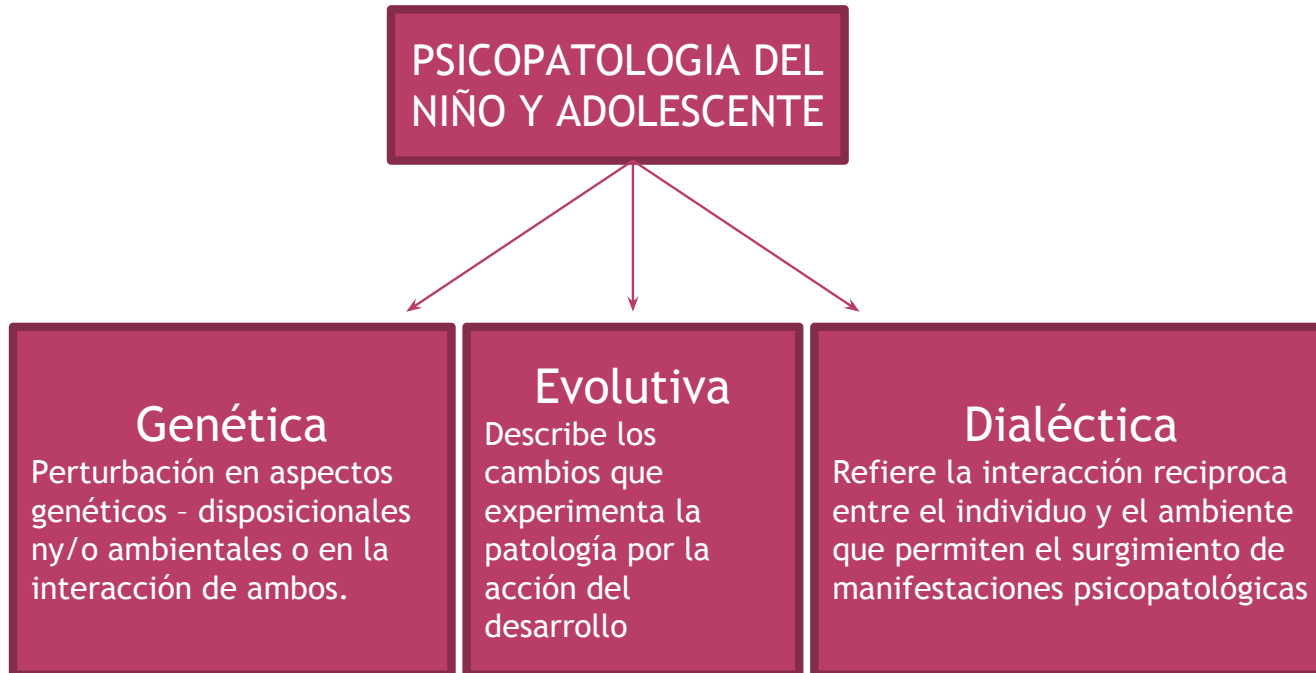 PSICOPATOLOGIA DEL
NIÑO Y ADOLESCENTE
Genética
Perturbación en aspectos
genéticos – disposicionales
ny/o ambientales o en la
interacción de ambos.
Evolutiva
Describe los
cambios que
experimenta la
patología por la
acción del
desarrollo
Dialéctica
Refiere la interacción reciproca
entre el individuo y el ambiente
que permiten el surgimiento de
manifestaciones psicopatológicas